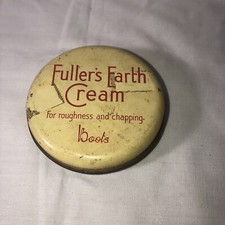 Fuller's Earth
Cream
For roughness and chapping.
Boots